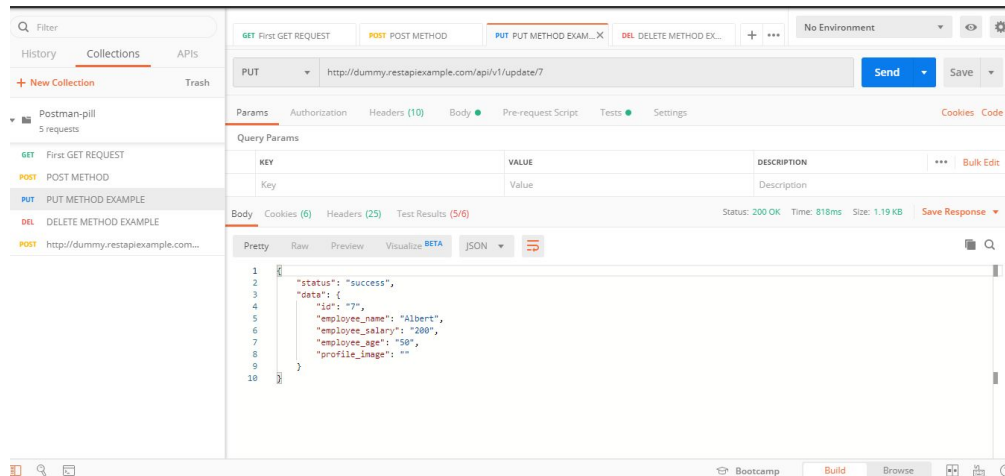 Filter
History Collections APIs
+ New Collection Trash
Postman-pill
5 requests
GET First GET REQUEST
POST POST METHOD
PUT PUT METHOD EXAMPLE
DEL DELETE METHOD EXAMPLE
POST http://dummy.restapiexample.com...
GET First GET REQUEST POST POST METHOD PUT PUT METHOD EXAM... X DEL DELETE METHOD EX... + ••• No Environment
PUT http://dummy.restapiexample.com/api/v1/update/7 Send Save
Params Authorization Headers (10) Body Pre-request Script Tests Settings Cookies Code
Query Params
KEY VALUE DESCRIPTION ••• Bulk Edit
Key Value Description
Body Cookies (6) Headers (25) Test Results (5/6) Status: 200 OK Time: 818ms Size: 1.19 KB Save Response
Pretty Raw Preview Visualize BETA JSON
1 {
2 "status": "success",
3 "data": {
4 "id": "7",
5 "employee_name": "Albert",
6 "employee_salary": "200",
7 "employee_age": "50",
8 "profile_image": ""
9 }
10 }
Bootcamp Build Browse